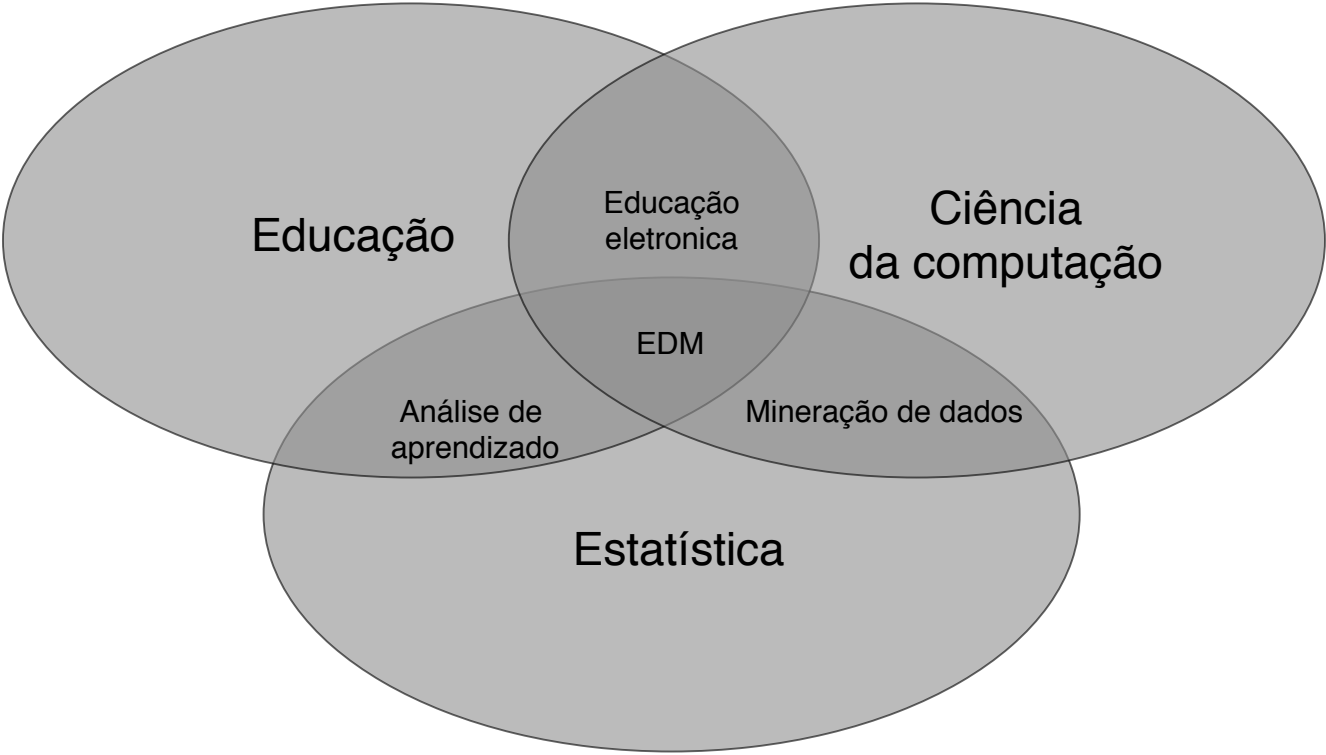 Educação
Educação
eletronica
Ciência
da computação
EDM
Análise de
aprendizado
Mineração de dados
Estatística